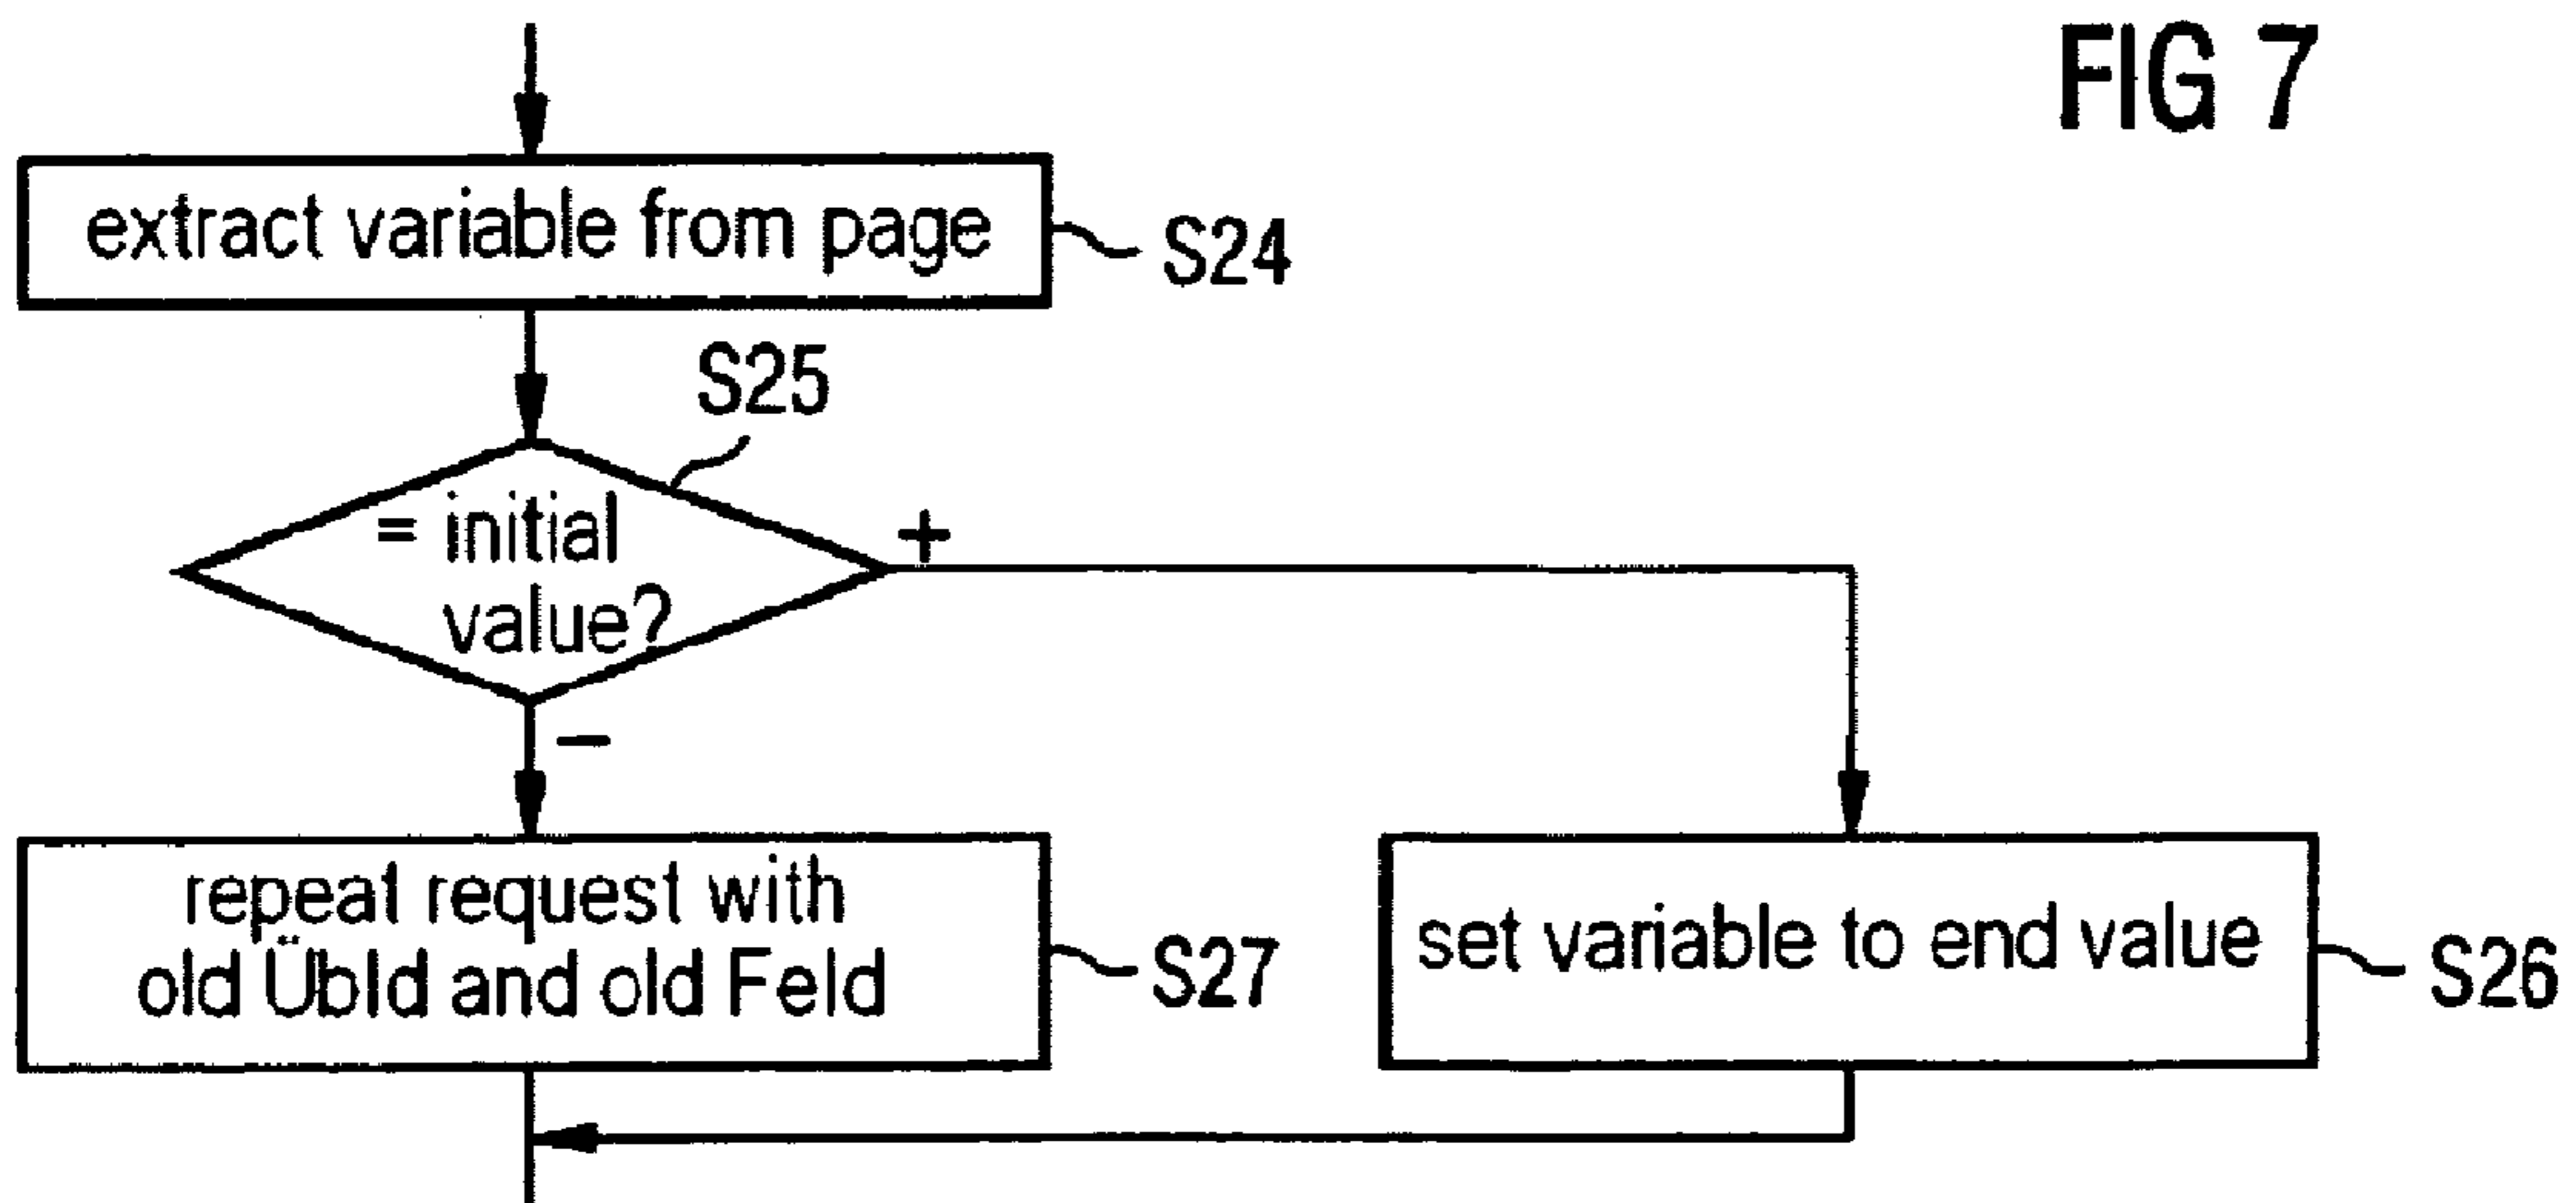 FIG 7
extract variable from page
S24
S25
= initial
value?
+
−
repeat request with
old ÜbId and old Feld
S27
set variable to end value
S26